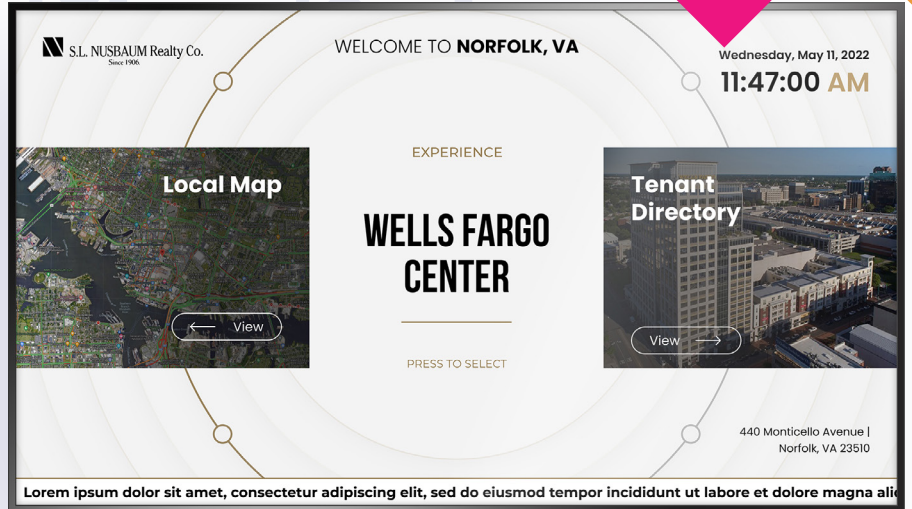 S.L. NUSBAUM Realty Co.
Since 1906.
WELCOME TO NORFOLK, VA
Wednesday, May 11, 2022
11:47:00 AM
Local Map
View
EXPERIENCE
WELLS FARGO
CENTER
PRESS TO SELECT
Tenant
Directory
View
440 Monticello Avenue |
Norfolk, VA 23510
Lorem ipsum dolor sit amet, consectetur adipiscing elit, sed do eiusmod tempor incididunt ut labore et dolore magna